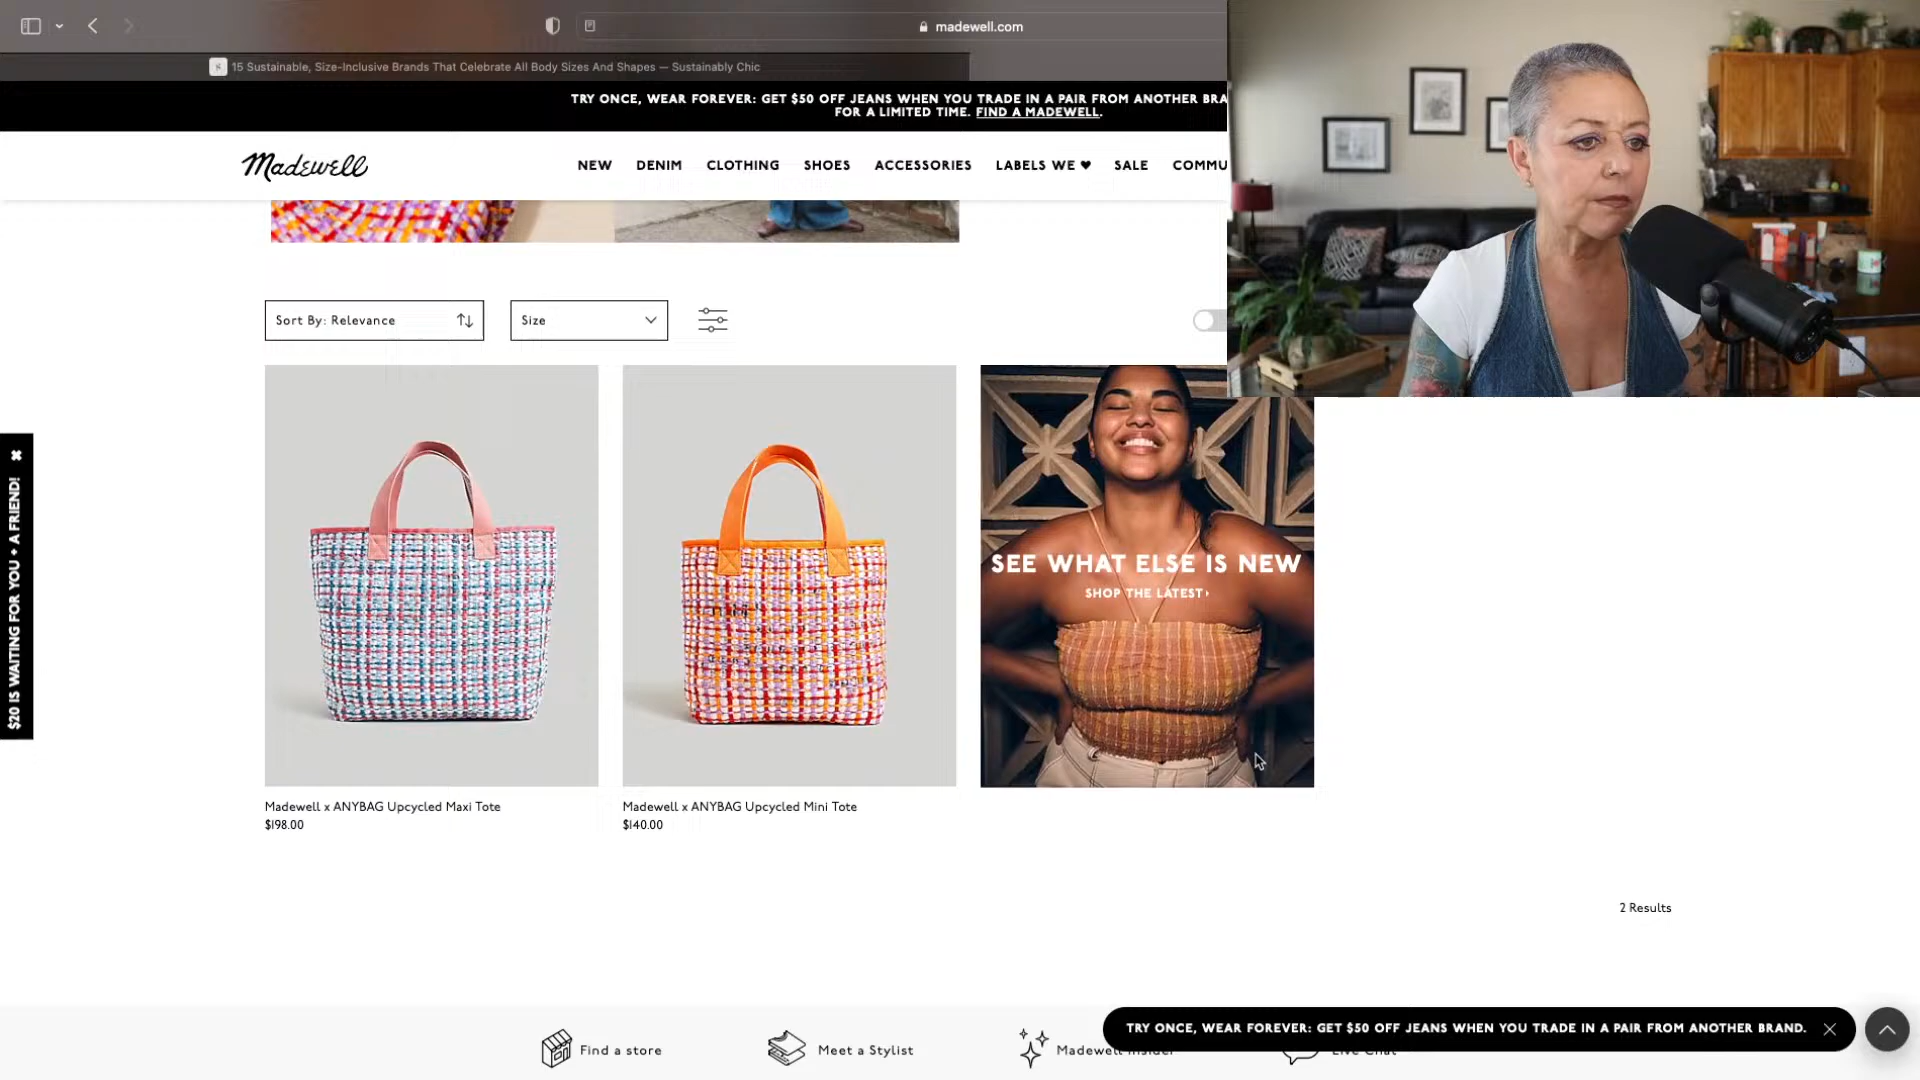 madewell.com
15 Sustainable, Size-Inclusive Brands That Celebrate All Body Sizes And Shapes — Sustainably Chic
TRY ONCE, WEAR FOREVER: GET $50 OFF JEANS WHEN YOU TRADE IN A PAIR FROM ANOTHER BRA
FOR A LIMITED TIME. FIND A MADEWELL.
Madewell
NEW DENIM CLOTHING SHOES ACCESSORIES LABELS WE ♥ SALE COMMU
Sort By: Relevance
Size
$20 IS WAITING FOR YOU + A FRIEND!
SEE WHAT ELSE IS NEW
SHOP THE LATEST
Madewell x ANYBAG Upcycled Maxi Tote
$198.00
Madewell x ANYBAG Upcycled Mini Tote
$140.00
2 Results
TRY ONCE, WEAR FOREVER: GET $50 OFF JEANS WHEN YOU TRADE IN A PAIR FROM ANOTHER BRAND.
Find a store
Meet a Stylist
Madewell Insider
Live Chat